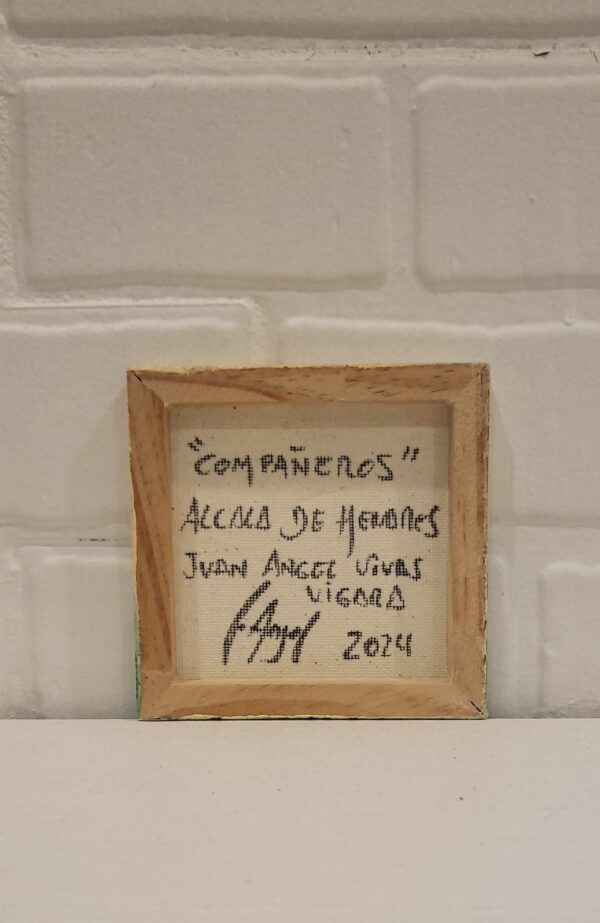 "COMPAÑEROS"
ALCALA DE HENARES
JUAN ANGEL VIVAS
VIGARA
2024